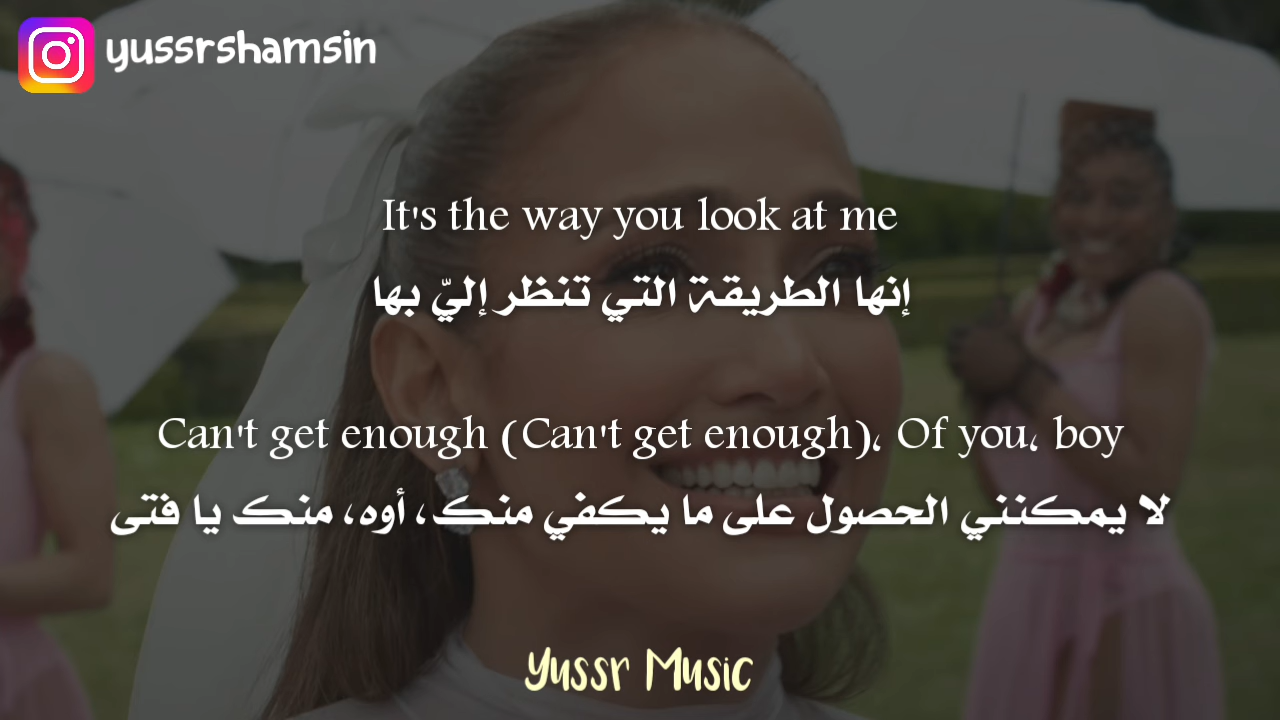 yussrshamsin
It's the way you look at me
إنها الطريقة التي تنظر إليّ بها
Can't get enough (Can't get enough)، Of you، boy
لا يمكنني الحصول على ما يكفي منك، أوه، منك يا فتى
Yussr Music